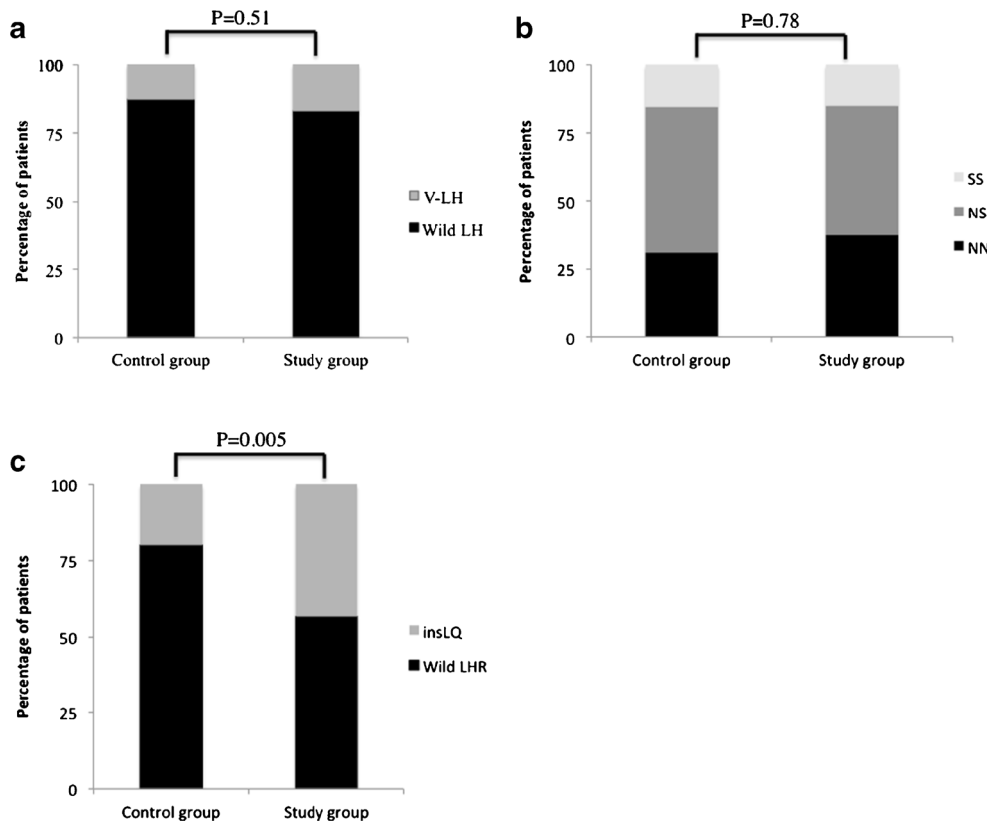 a
P=0.51
100
75
50
25
0
Percentage of patients
Control group
Study group
V-LH
Wild LH
b
P=0.78
100
75
50
25
0
Percentage of patients
Control group
Study group
SS
NS
NN
c
P=0.005
100
75
50
25
0
Percentage of patients
Control group
Study group
insLQ
Wild LHR